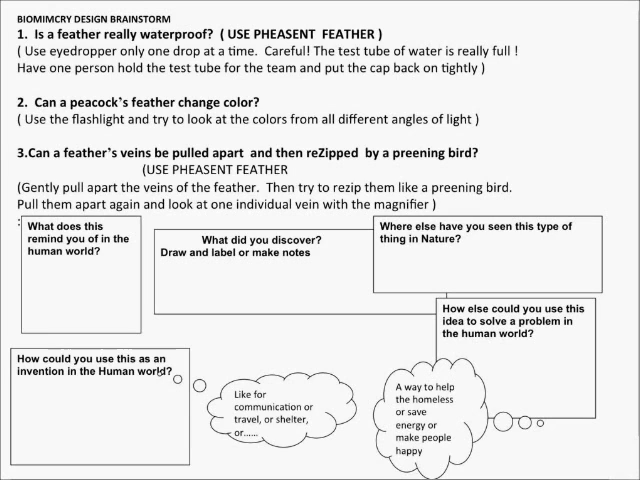 BIOMIMCRY DESIGN BRAINSTORM
1.  Is a feather really waterproof?  ( USE PHEASENT  FEATHER )
( Use eyedropper only one drop at a time.  Careful! The test tube of water is really full !
Have one person hold the test tube for the team and put the cap back on tightly )
2.  Can a peacock's feather change color?
( Use the flashlight and try to look at the colors from all different angles of light )
3.Can a feather's veins be pulled apart  and then reZipped  by a preening bird?
(USE PHEASENT FEATHER
(Gently pull apart the veins of the feather.  Then try to rezip them like a preening bird.
Pull them apart again and look at one individual vein with the magnifier )
:
What does this
remind you of in the
human world?
What did you discover?
Draw and label or make notes
Where else have you seen this type of
thing in Nature?
How else could you use this
idea to solve a problem in
the human world?
How could you use this as an
invention in the Human world?
Like for
communication or
travel, or shelter,
or......
A way to help
the homeless
or save
energy or
make people
happy